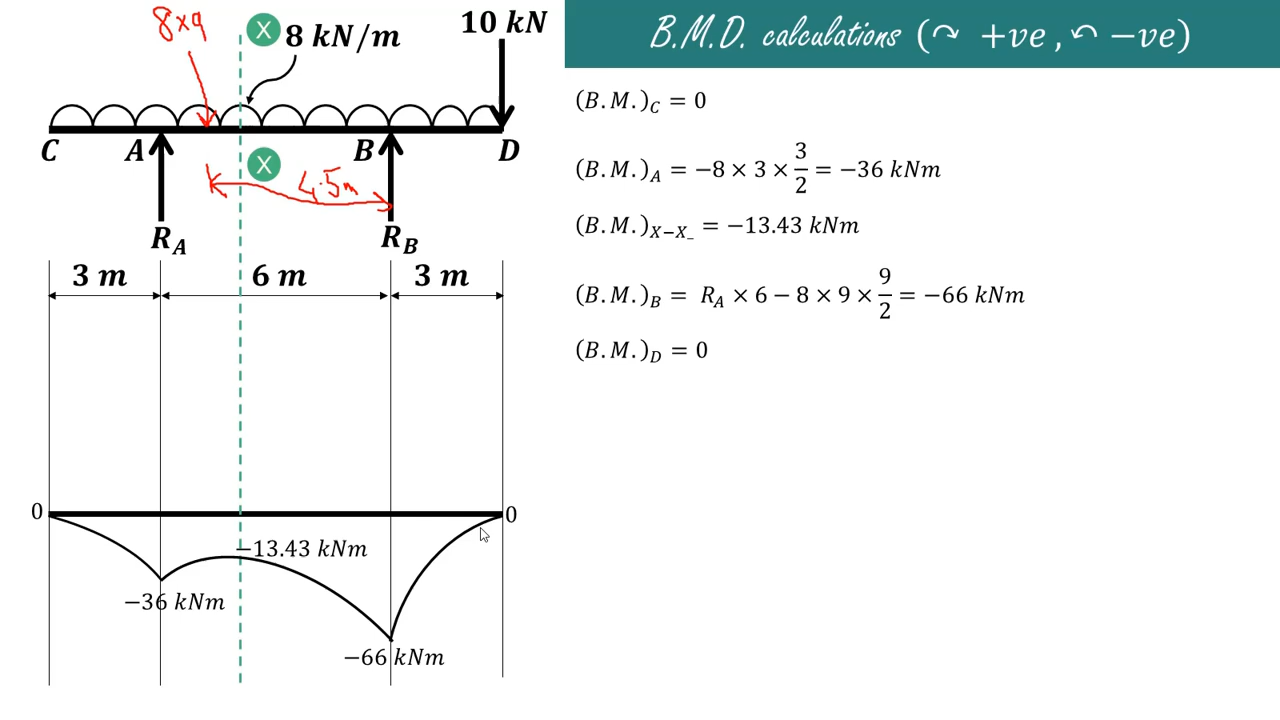 B.M.D. calculations (↷ +ve , ↶ −ve)
8×9
X
8 kN/m
10 kN
C
A
X
B
D
4.5m
R_A
R_B
3 m
6 m
3 m
(B.M.)_C = 0
(B.M.)_A = −8 × 3 × 3/2 = −36 kNm
(B.M.)_{X−X_} = −13.43 kNm
(B.M.)_B = R_A × 6 − 8 × 9 × 9/2 = −66 kNm
(B.M.)_D = 0
0
0
−13.43 kNm
−36 kNm
−66 kNm